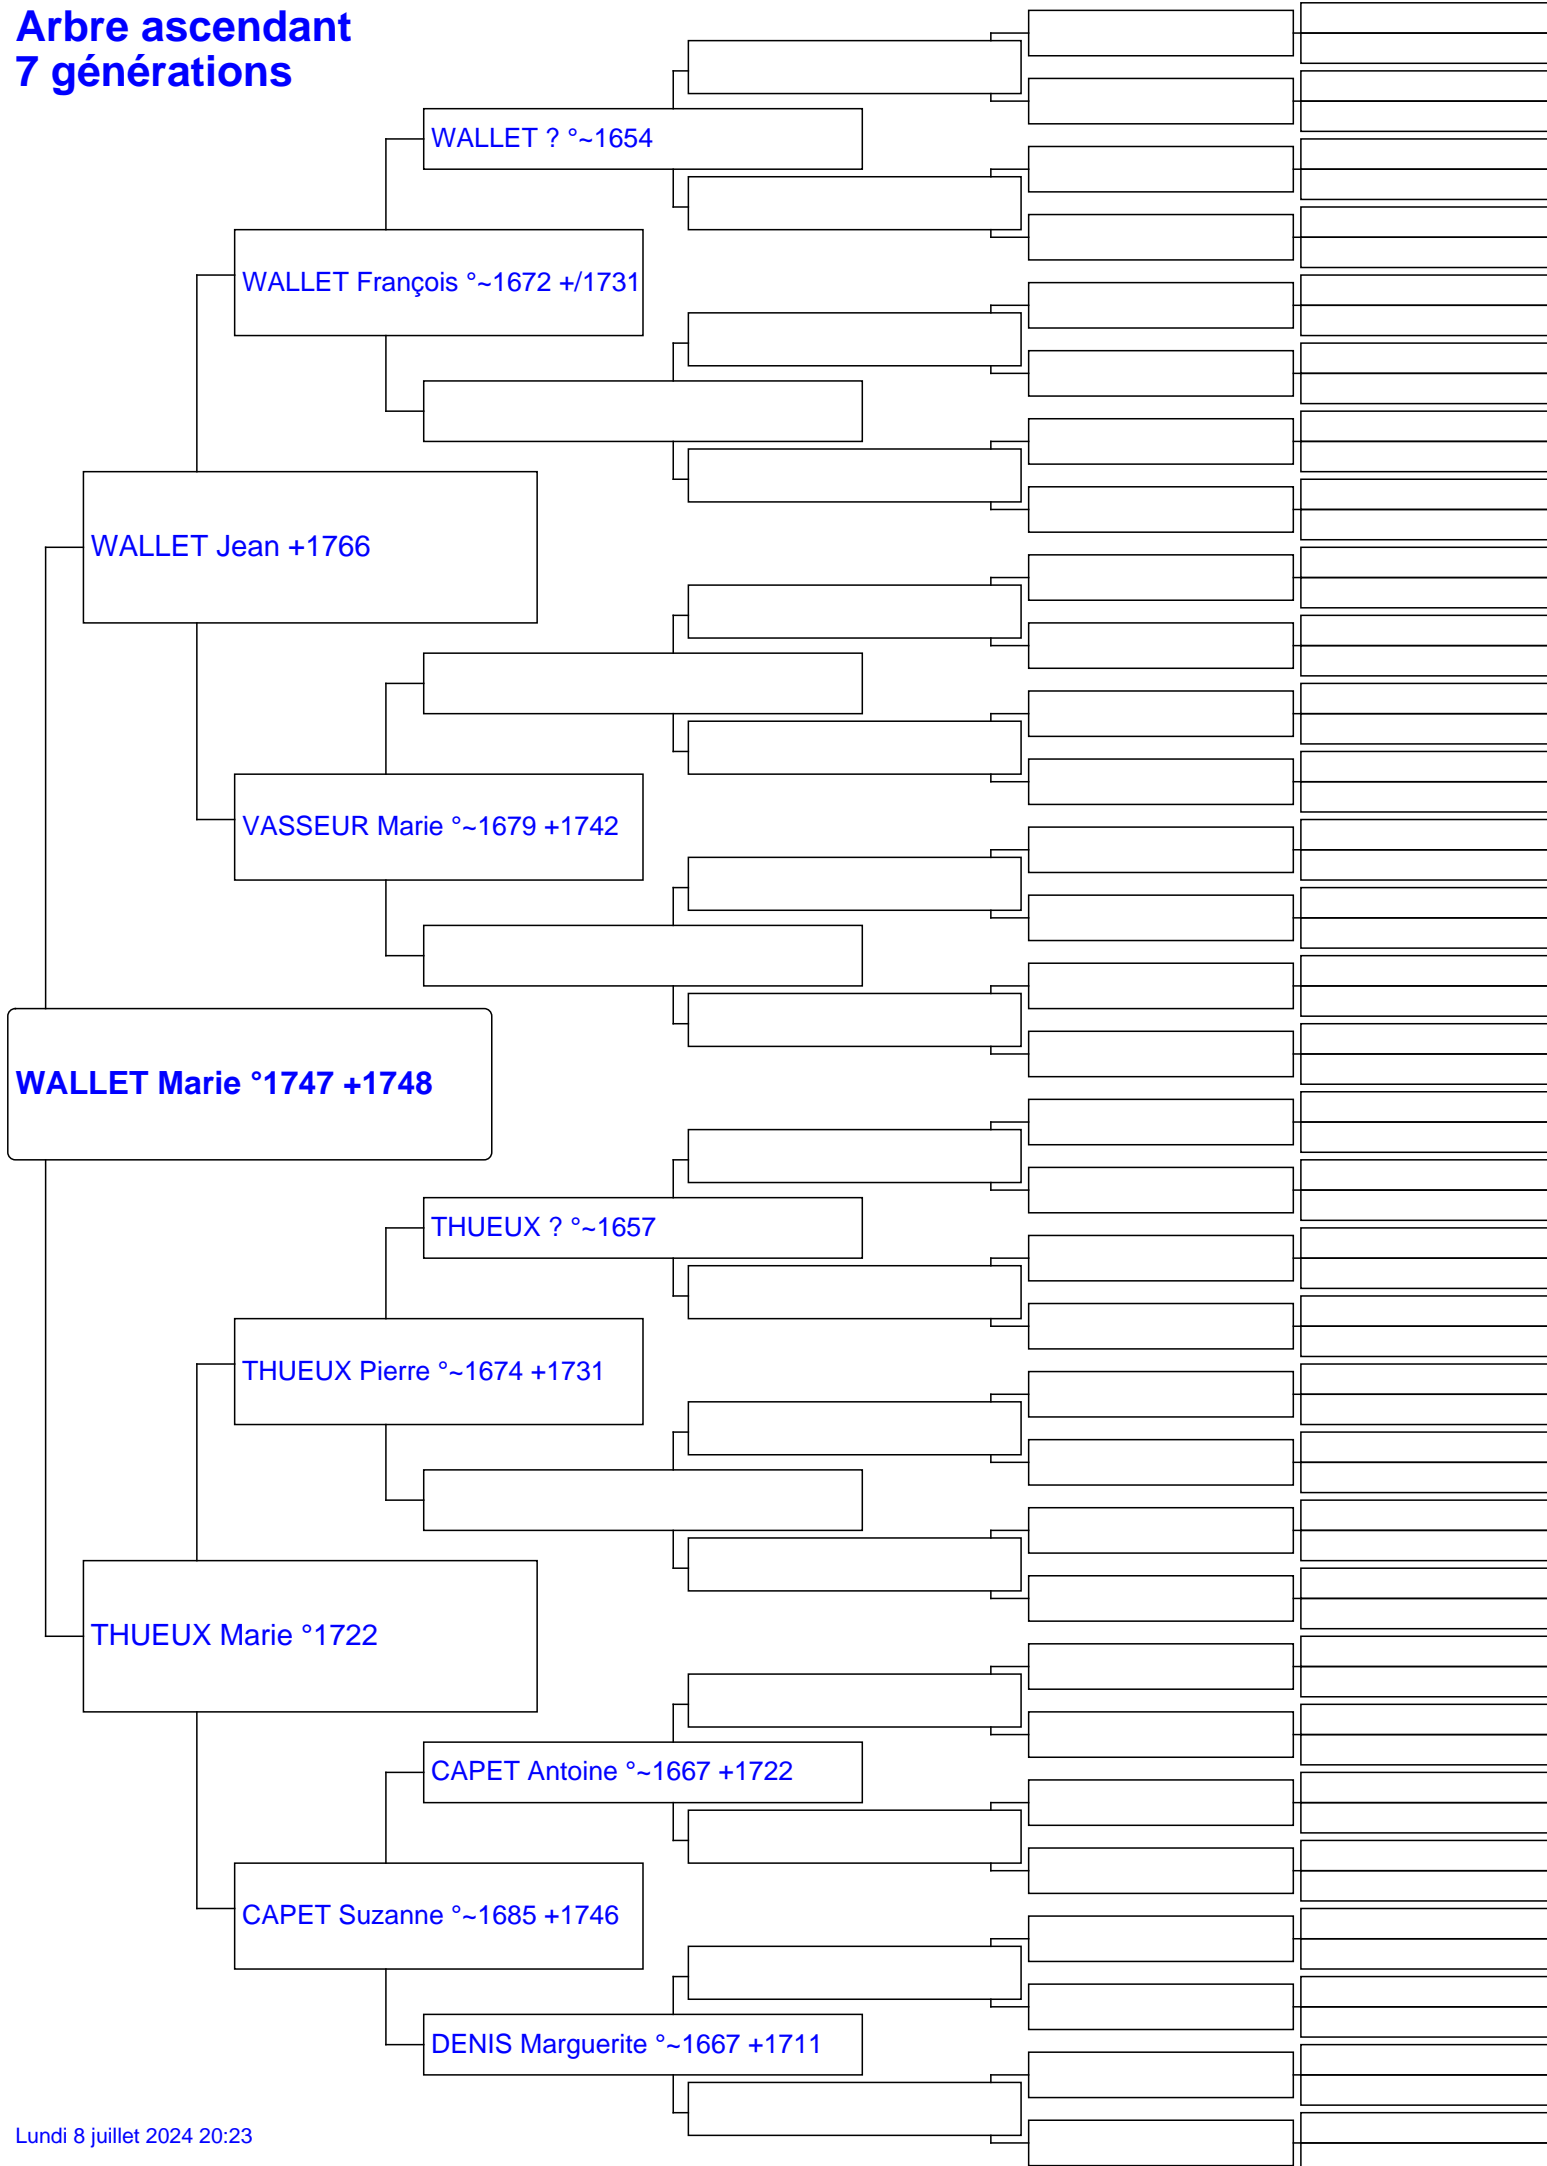 Arbre ascendant
7 générations
WALLET ? °~1654
WALLET François °~1672 +/1731
WALLET Jean +1766
VASSEUR Marie °~1679 +1742
WALLET Marie °1747 +1748
THUEUX ? °~1657
THUEUX Pierre °~1674 +1731
THUEUX Marie °1722
CAPET Antoine °~1667 +1722
CAPET Suzanne °~1685 +1746
DENIS Marguerite °~1667 +1711
Lundi 8 juillet 2024 20:23